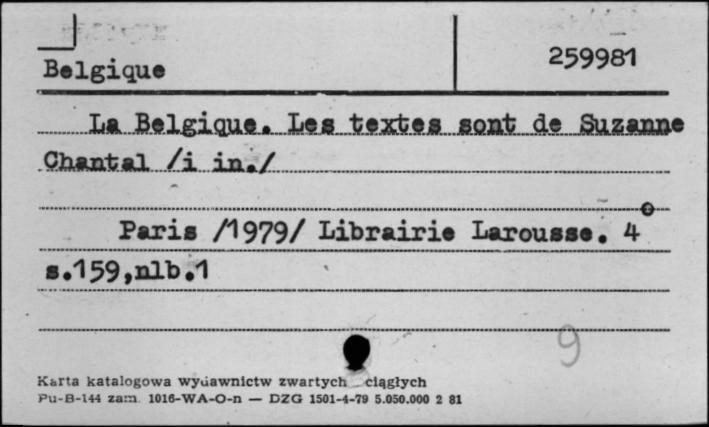 Belgique
259981
La Belgique. Les textes sont de Suzanne
Chantal /i in./
Paris /1979/ Librairie Larousse. 4°
s.159,nlb.1
9
Karta katalogowa wydawnictw zwartych ciągłych
Pu-B-144 zam. 1016-WA-O-n — DZG 1501-4-79 5.050.000 2 81